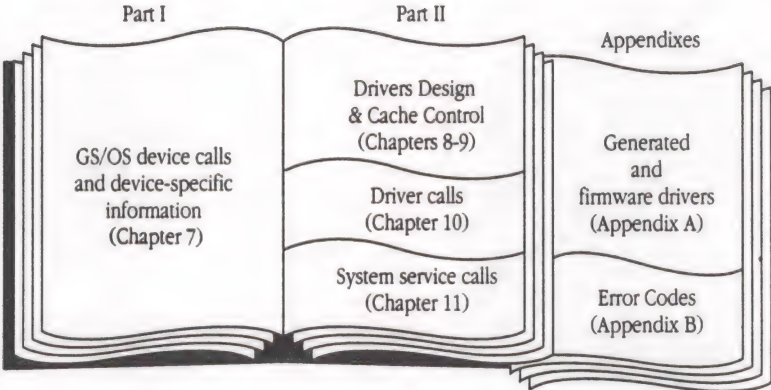 Part I
GS/OS device calls
and device-specific
information
(Chapter 7)
Part II
Drivers Design
& Cache Control
(Chapters 8-9)
Driver calls
(Chapter 10)
System service calls
(Chapter 11)
Appendixes
Generated
and
firmware drivers
(Appendix A)
Error Codes
(Appendix B)